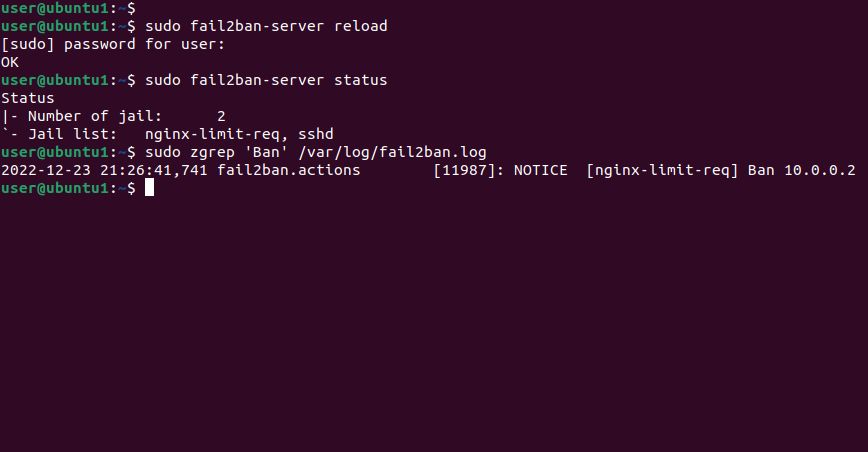 user@ubuntu1:~$
user@ubuntu1:~$ sudo fail2ban-server reload
[sudo] password for user:
OK
user@ubuntu1:~$ sudo fail2ban-server status
Status
|- Number of jail:      2
`- Jail list:   nginx-limit-req, sshd
user@ubuntu1:~$ sudo zgrep 'Ban' /var/log/fail2ban.log
2022-12-23 21:26:41,741 fail2ban.actions        [11987]: NOTICE  [nginx-limit-req] Ban 10.0.0.2
user@ubuntu1:~$